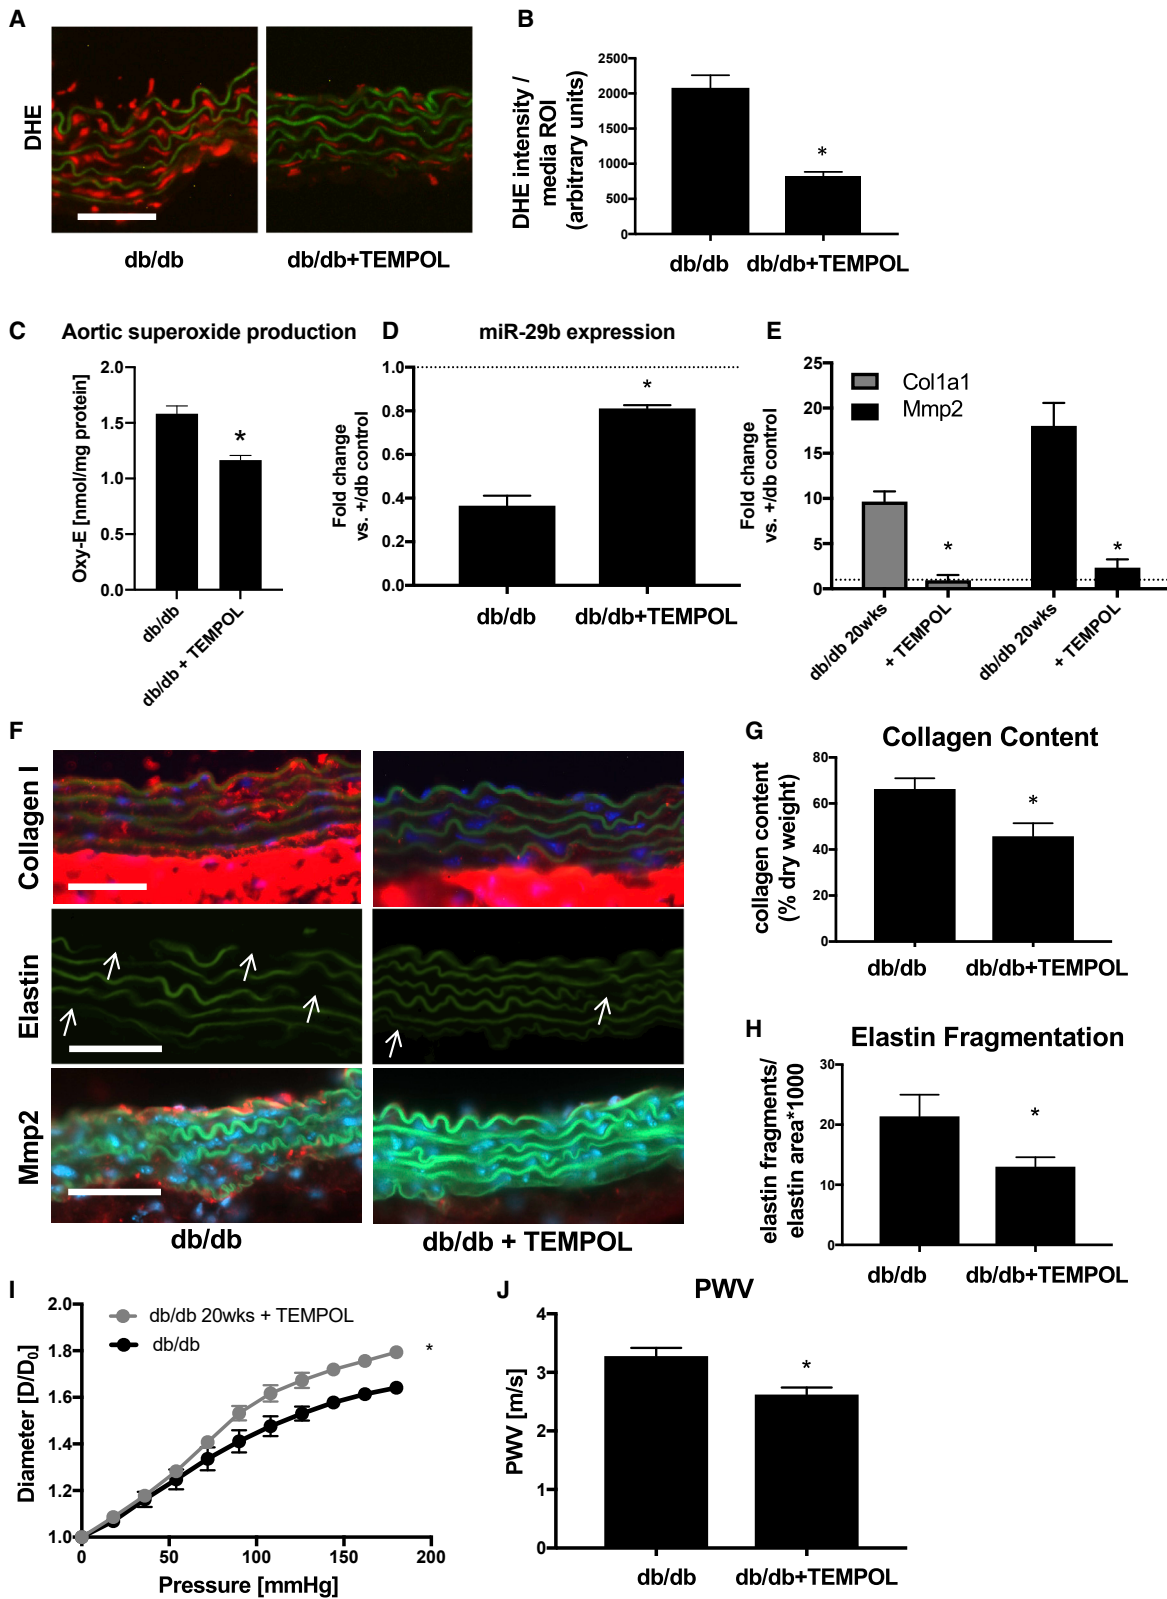 A
DHE
db/db
db/db+TEMPOL
B
DHE intensity /
media ROI
(arbitrary units)
2500
2000
1500
1000
500
0
*
db/db
db/db+TEMPOL
C
Aortic superoxide production
Oxy-E [nmol/mg protein]
2.0
1.5
1.0
0.5
0.0
*
db/db
db/db + TEMPOL
D
miR-29b expression
Fold change
vs. +/db control
1.0
0.8
0.6
0.4
0.2
0.0
*
db/db
db/db+TEMPOL
E
Fold change
vs. +/db control
25
20
15
10
5
0
Col1a1
Mmp2
*
*
db/db 20wks
+ TEMPOL
db/db 20wks
+ TEMPOL
F
Collagen I
Elastin
Mmp2
db/db
db/db + TEMPOL
G
Collagen Content
collagen content
(% dry weight)
80
60
40
20
0
*
db/db
db/db+TEMPOL
H
Elastin Fragmentation
elastin fragments/
elastin area*1000
30
20
10
0
*
db/db
db/db+TEMPOL
I
Diameter [D/D₀]
2.0
1.8
1.6
1.4
1.2
1.0
db/db 20wks + TEMPOL
db/db
*
0
50
100
150
200
Pressure [mmHg]
J
PWV
PWV [m/s]
4
3
2
1
0
*
db/db
db/db+TEMPOL